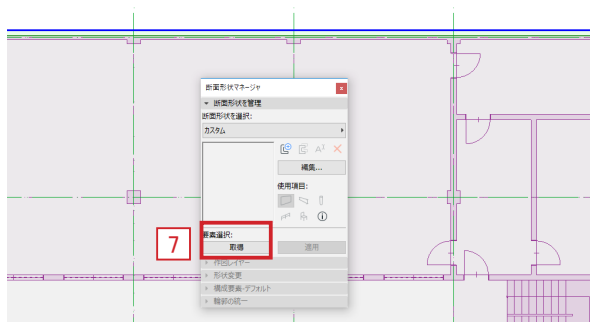 断面形状マネージャ
x
断面形状を管理
断面形状を選択:
カスタム
編集...
使用項目:
7
要素選択:
取得
適用
作図レイヤー
形状変更
構成要素-デフォルト
輪郭の統一